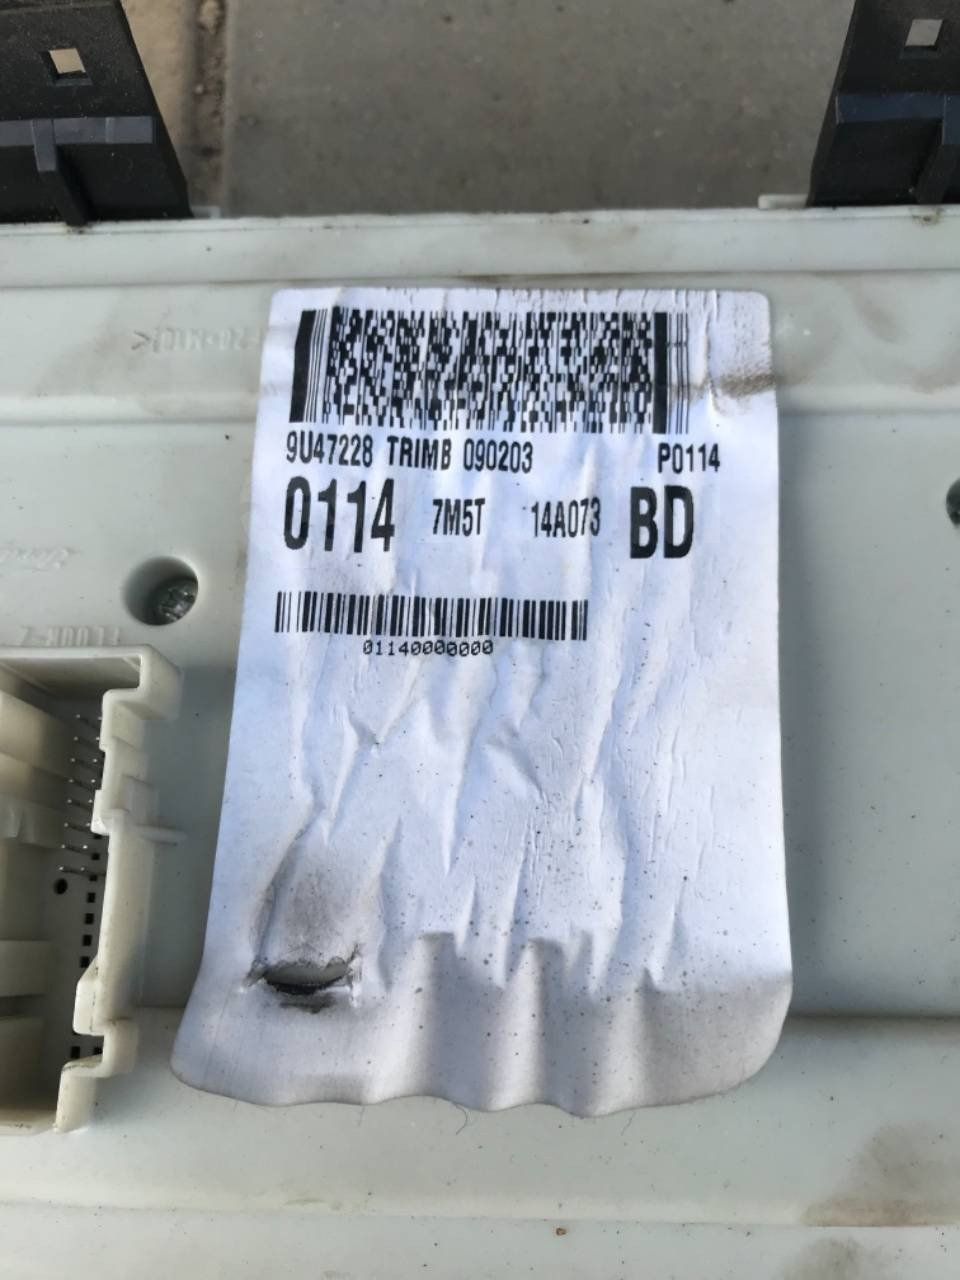 9U47228 TRIMB 090203 P0114
0114 7M5T 14A073 BD
01140000000